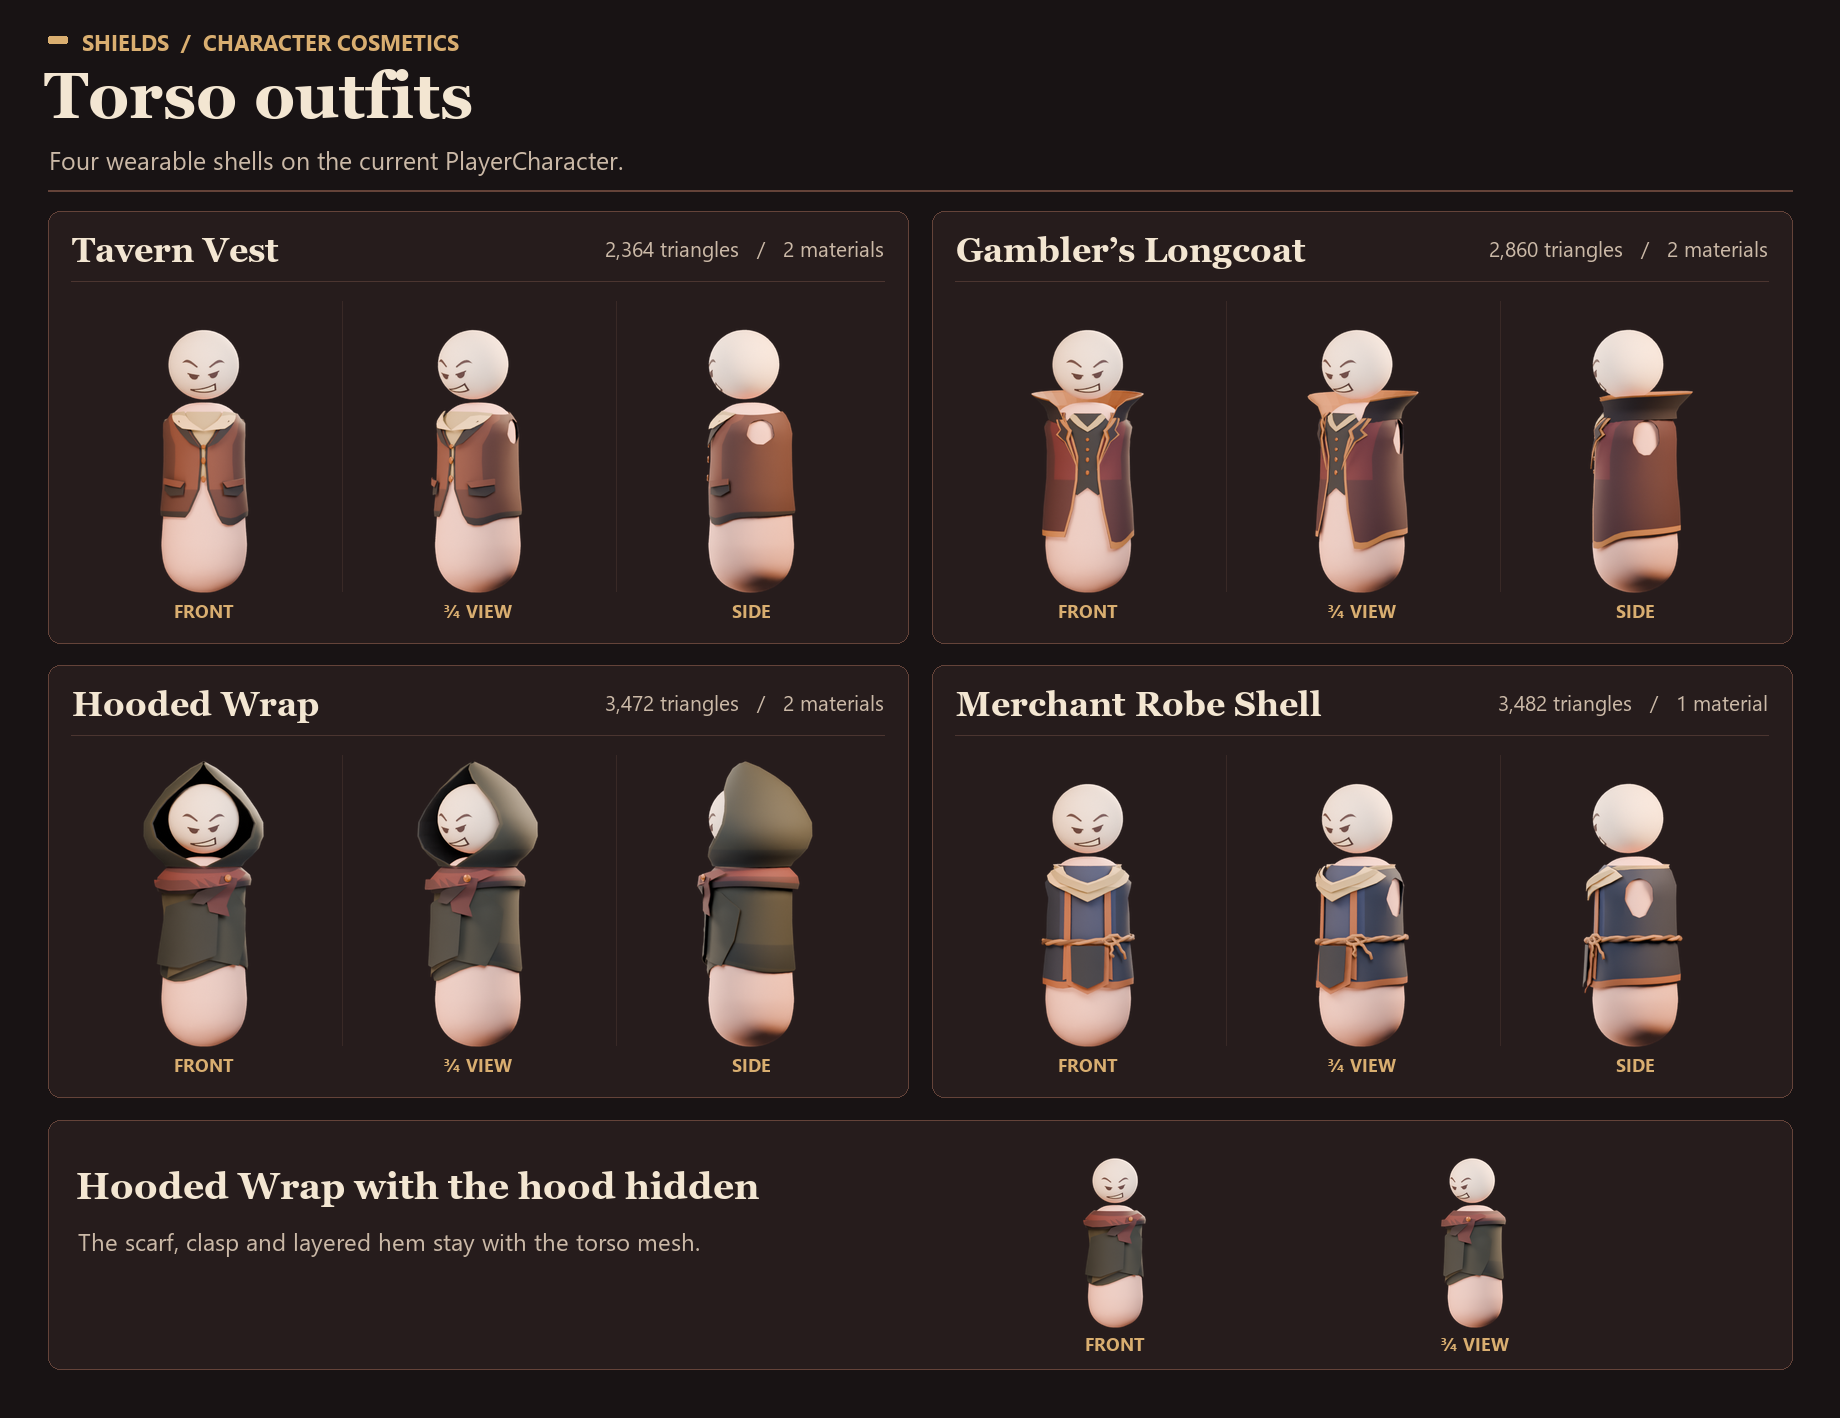 SHIELDS / CHARACTER COSMETICS
Torso outfits
Four wearable shells on the current PlayerCharacter.
Tavern Vest
2,364 triangles / 2 materials
FRONT
¾ VIEW
SIDE
Gambler’s Longcoat
2,860 triangles / 2 materials
FRONT
¾ VIEW
SIDE
Hooded Wrap
3,472 triangles / 2 materials
FRONT
¾ VIEW
SIDE
Merchant Robe Shell
3,482 triangles / 1 material
FRONT
¾ VIEW
SIDE
Hooded Wrap with the hood hidden
The scarf, clasp and layered hem stay with the torso mesh.
FRONT
¾ VIEW